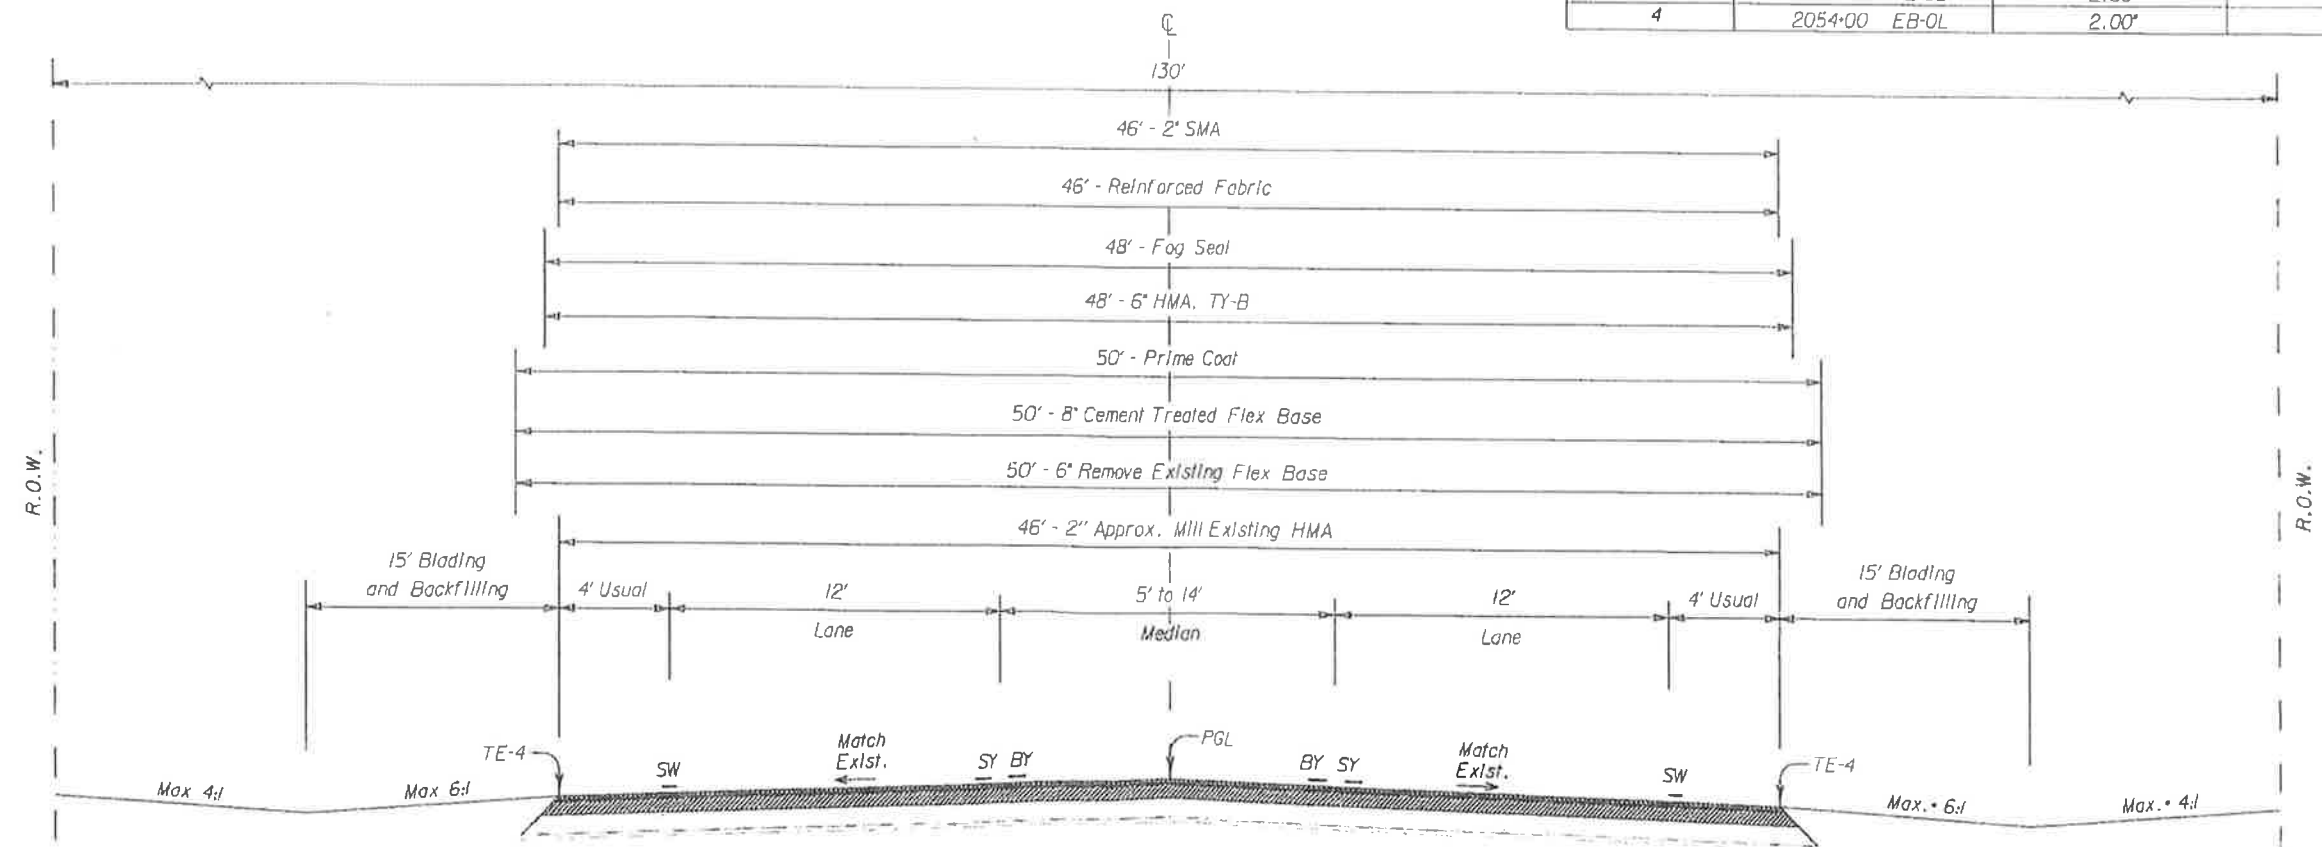 4 2054+00 EB-OL 2.00"
CL
130'
46' - 2" SMA
46' - Reinforced Fabric
48' - Fog Seal
48' - 6" HMA, TY-B
50' - Prime Coat
50' - 8" Cement Treated Flex Base
50' - 6" Remove Existing Flex Base
46' - 2" Approx. Mill Existing HMA
R.O.W.
R.O.W.
15' Blading
and Backfilling
4' Usual
12'
Lane
5' to 14'
Median
12'
Lane
4' Usual
15' Blading
and Backfilling
TE-4
SW
Match
Exist.
SY BY
PGL
BY SY
Match
Exist.
SW
TE-4
Max 4:1
Max 6:1
Max. • 6:1
Max. • 4:1